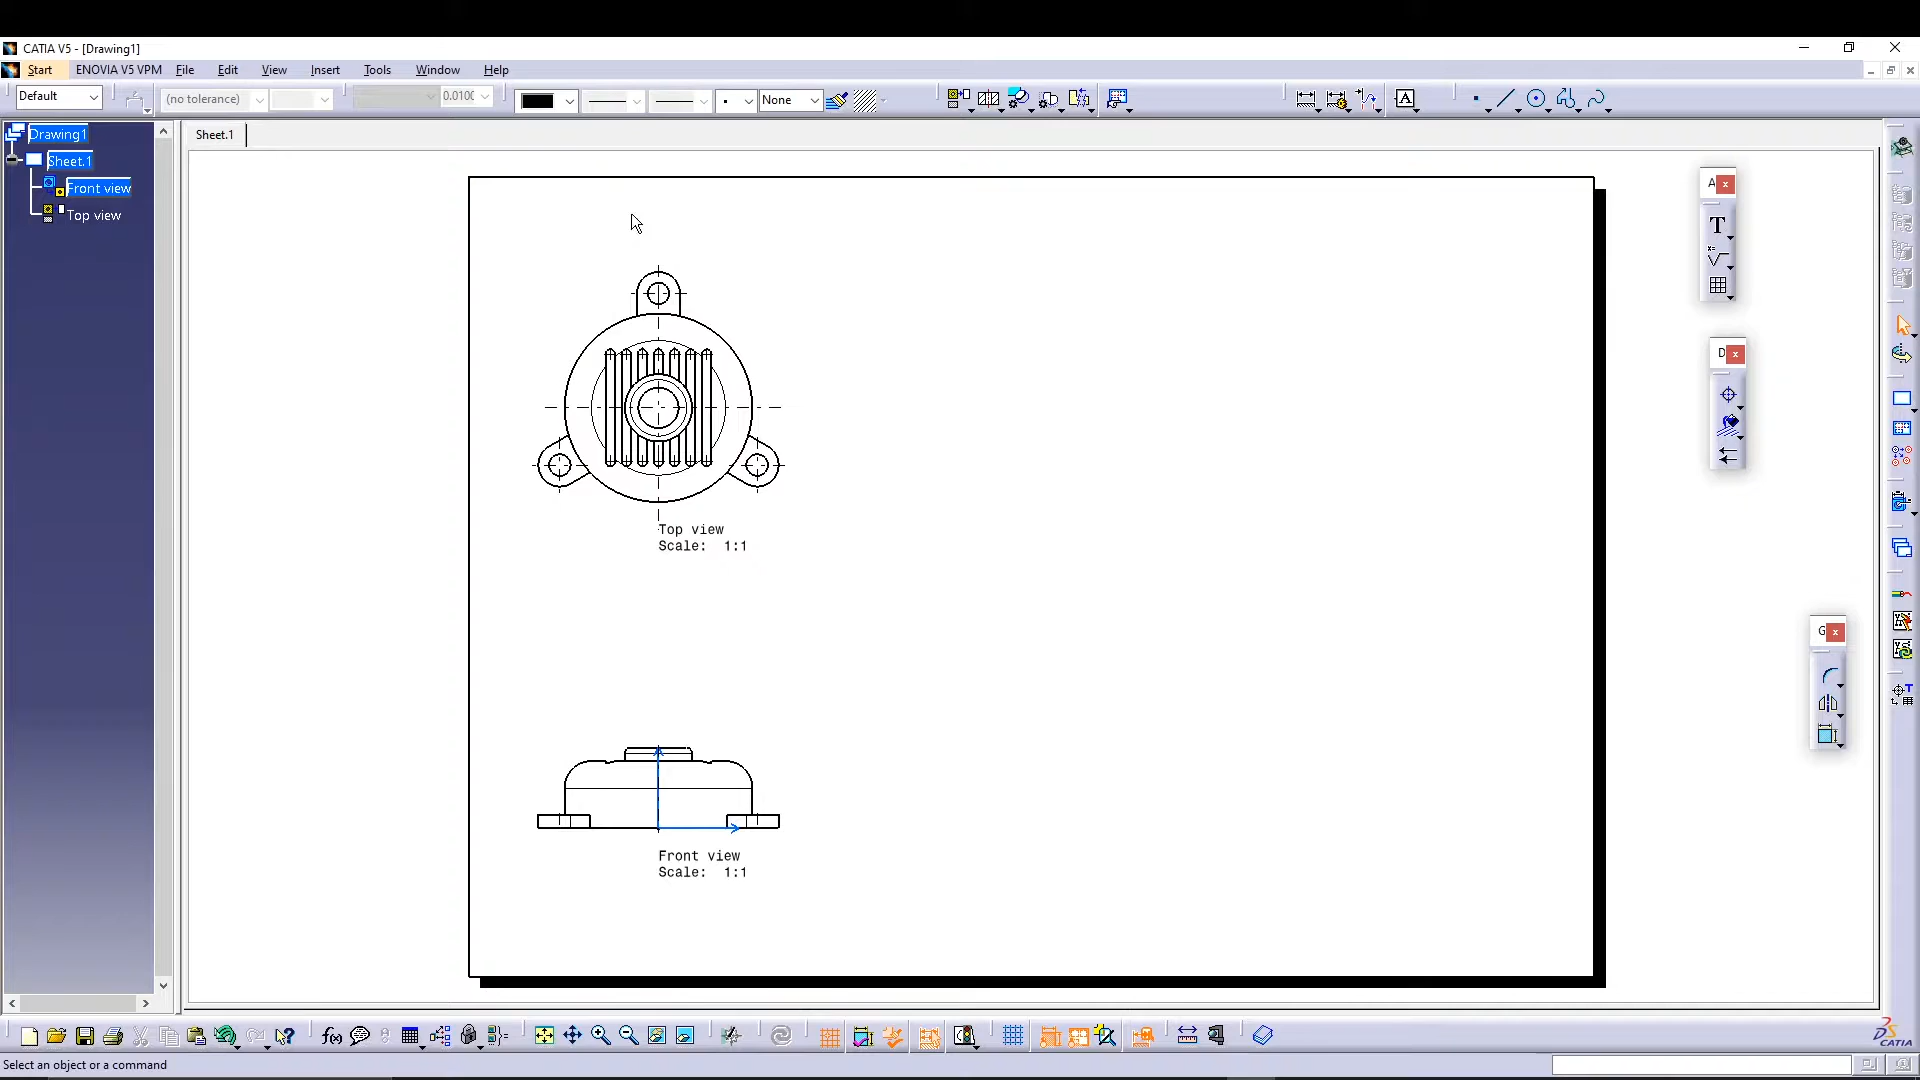 CATIA V5 - [Drawing1]
Start ENOVIA V5 VPM File Edit View Insert Tools Window Help
Default (no tolerance) 0.010 None A
Drawing1
Sheet.1
Front view
Top view
Sheet.1
A x
T
D x
Top view
Scale: 1:1
G x
Front view
Scale: 1:1
f(x)
CATIA
Select an object or a command